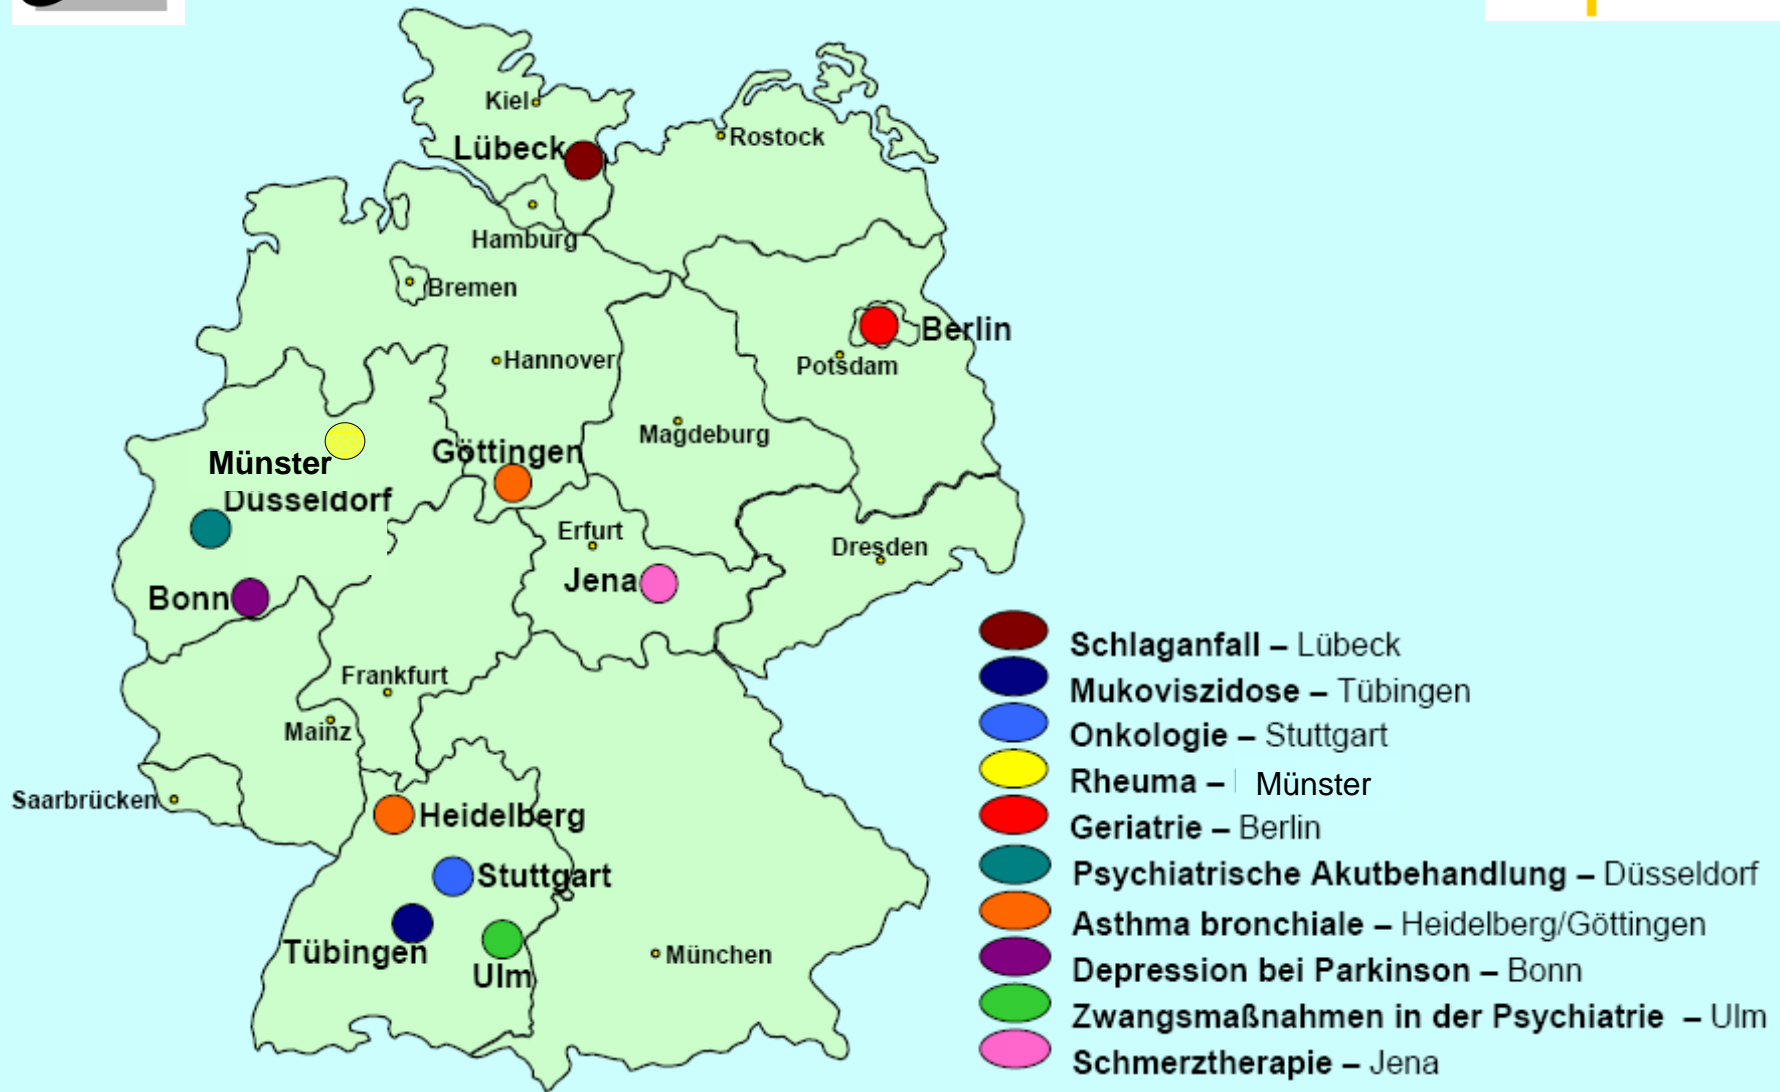 Kiel
Rostock
Lübeck
Hamburg
Bremen
Berlin
Hannover
Potsdam
Magdeburg
Göttingen
Münster
Düsseldorf
Erfurt
Dresden
Jena
Bonn
Frankfurt
Mainz
Saarbrücken
Heidelberg
Stuttgart
Tübingen
Ulm
München
Schlaganfall – Lübeck
Mukoviszidose – Tübingen
Onkologie – Stuttgart
Rheuma – Münster
Geriatrie – Berlin
Psychiatrische Akutbehandlung – Düsseldorf
Asthma bronchiale – Heidelberg/Göttingen
Depression bei Parkinson – Bonn
Zwangsmaßnahmen in der Psychiatrie – Ulm
Schmerztherapie – Jena